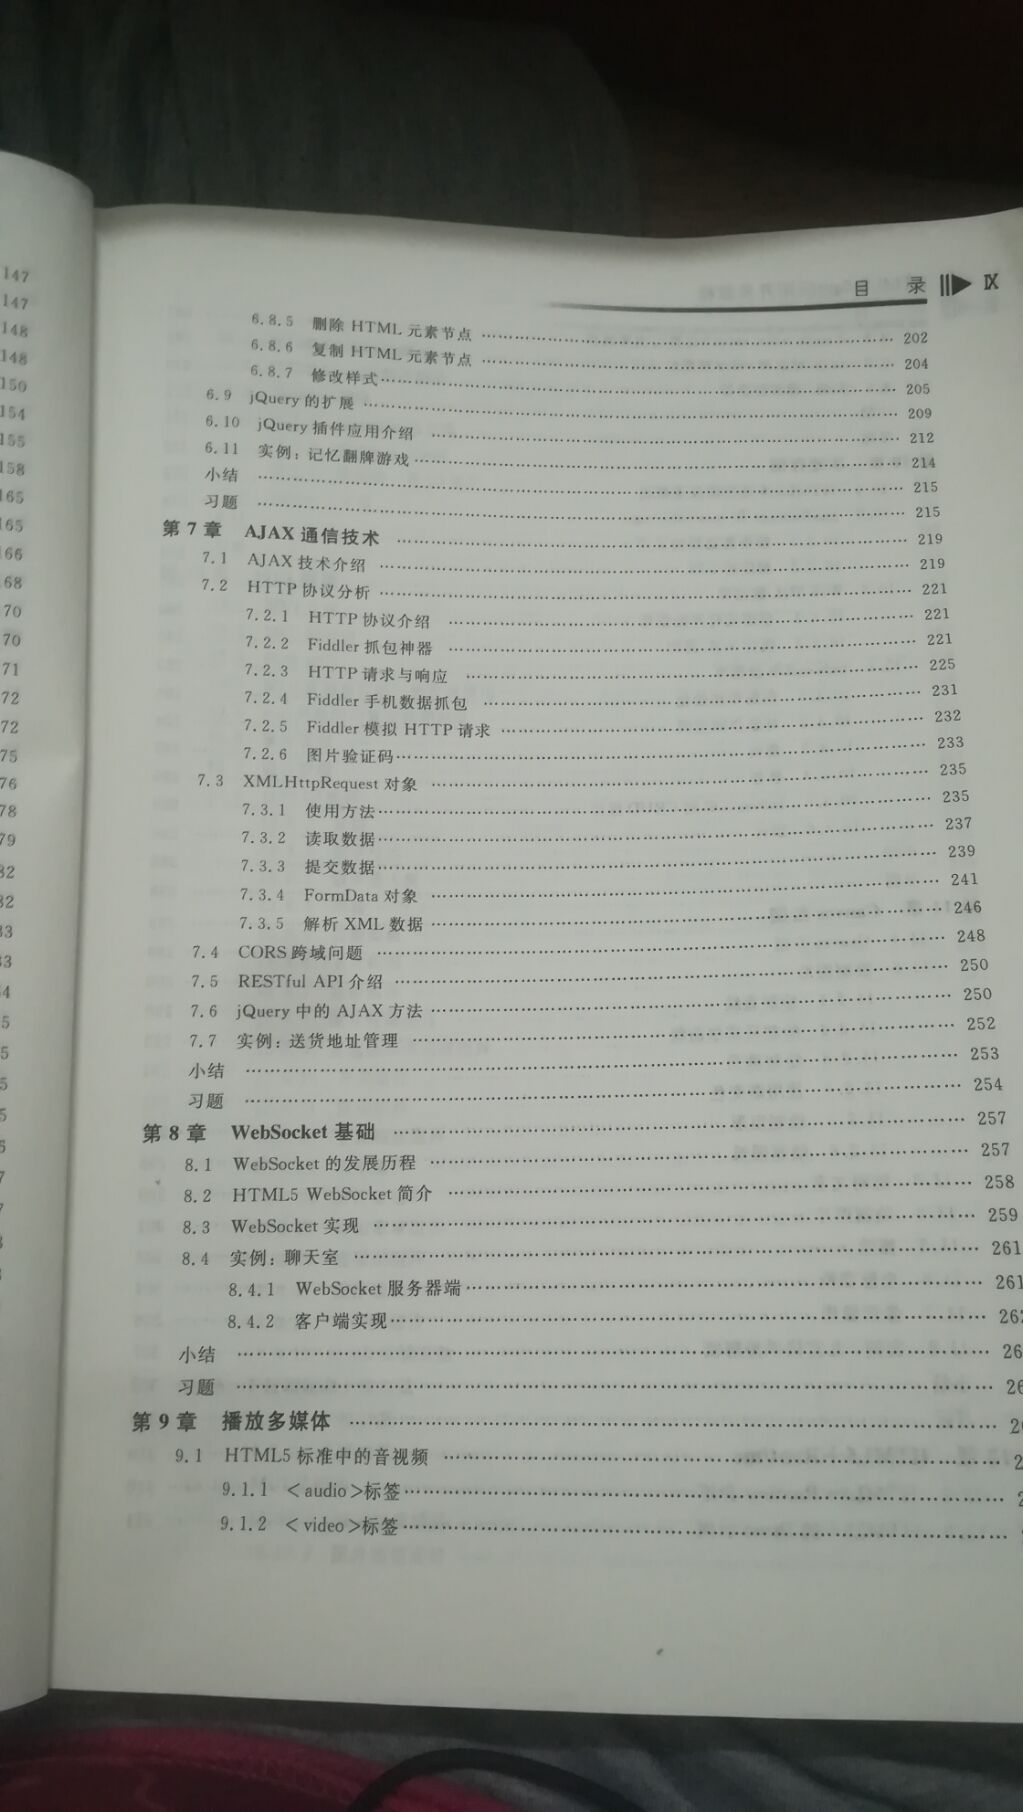 目 录 Ⅸ
6.8.5 删除 HTML 元素节点 202
6.8.6 复制 HTML 元素节点 204
6.8.7 修改样式 205
6.9 jQuery 的扩展 209
6.10 jQuery 插件应用介绍 212
6.11 实例：记忆翻牌游戏 214
小结 215
习题 215
第 7 章 AJAX 通信技术 219
7.1 AJAX 技术介绍 219
7.2 HTTP 协议分析 221
7.2.1 HTTP 协议介绍 221
7.2.2 Fiddler 抓包神器 221
7.2.3 HTTP 请求与响应 225
7.2.4 Fiddler 手机数据抓包 231
7.2.5 Fiddler 模拟 HTTP 请求 232
7.2.6 图片验证码 233
7.3 XMLHttpRequest 对象 235
7.3.1 使用方法 235
7.3.2 读取数据 237
7.3.3 提交数据 239
7.3.4 FormData 对象 241
7.3.5 解析 XML 数据 246
7.4 CORS 跨域问题 248
7.5 RESTful API 介绍 250
7.6 jQuery 中的 AJAX 方法 250
7.7 实例：送货地址管理 252
小结 253
习题 254
第 8 章 WebSocket 基础 257
8.1 WebSocket 的发展历程 257
8.2 HTML5 WebSocket 简介 258
8.3 WebSocket 实现 259
8.4 实例：聊天室 261
8.4.1 WebSocket 服务器端 261
8.4.2 客户端实现
小结
习题
第 9 章 播放多媒体
9.1 HTML5 标准中的音视频
9.1.1 <audio>标签
9.1.2 <video>标签